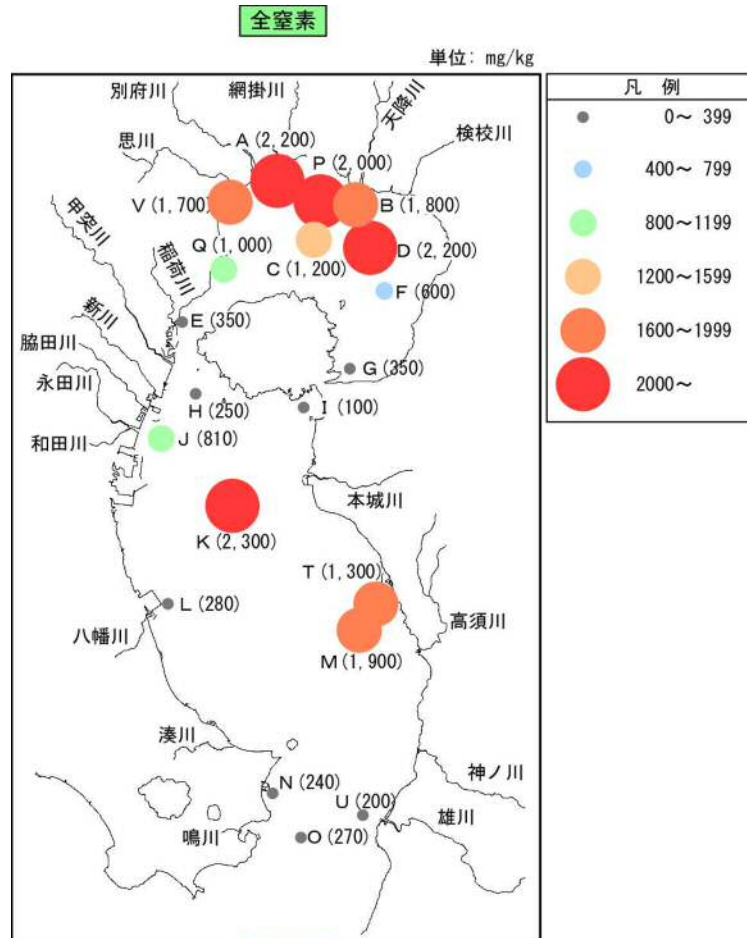 全窒素
単位: mg/kg
凡 例
0～ 399
400～ 799
800～1199
1200～1599
1600～1999
2000～
別府川
網掛川
天降川
思川
検校川
A (2,200)
P (2,000)
V (1,700)
B (1,800)
甲突川
稲荷川
Q (1,000)
C (1,200)
D (2,200)
F (600)
新川
E (350)
脇田川
G (350)
永田川
H (250)
I (100)
和田川
J (810)
本城川
K (2,300)
T (1,300)
L (280)
高須川
八幡川
M (1,900)
湊川
神ノ川
N (240)
U (200)
雄川
鳴川
O (270)